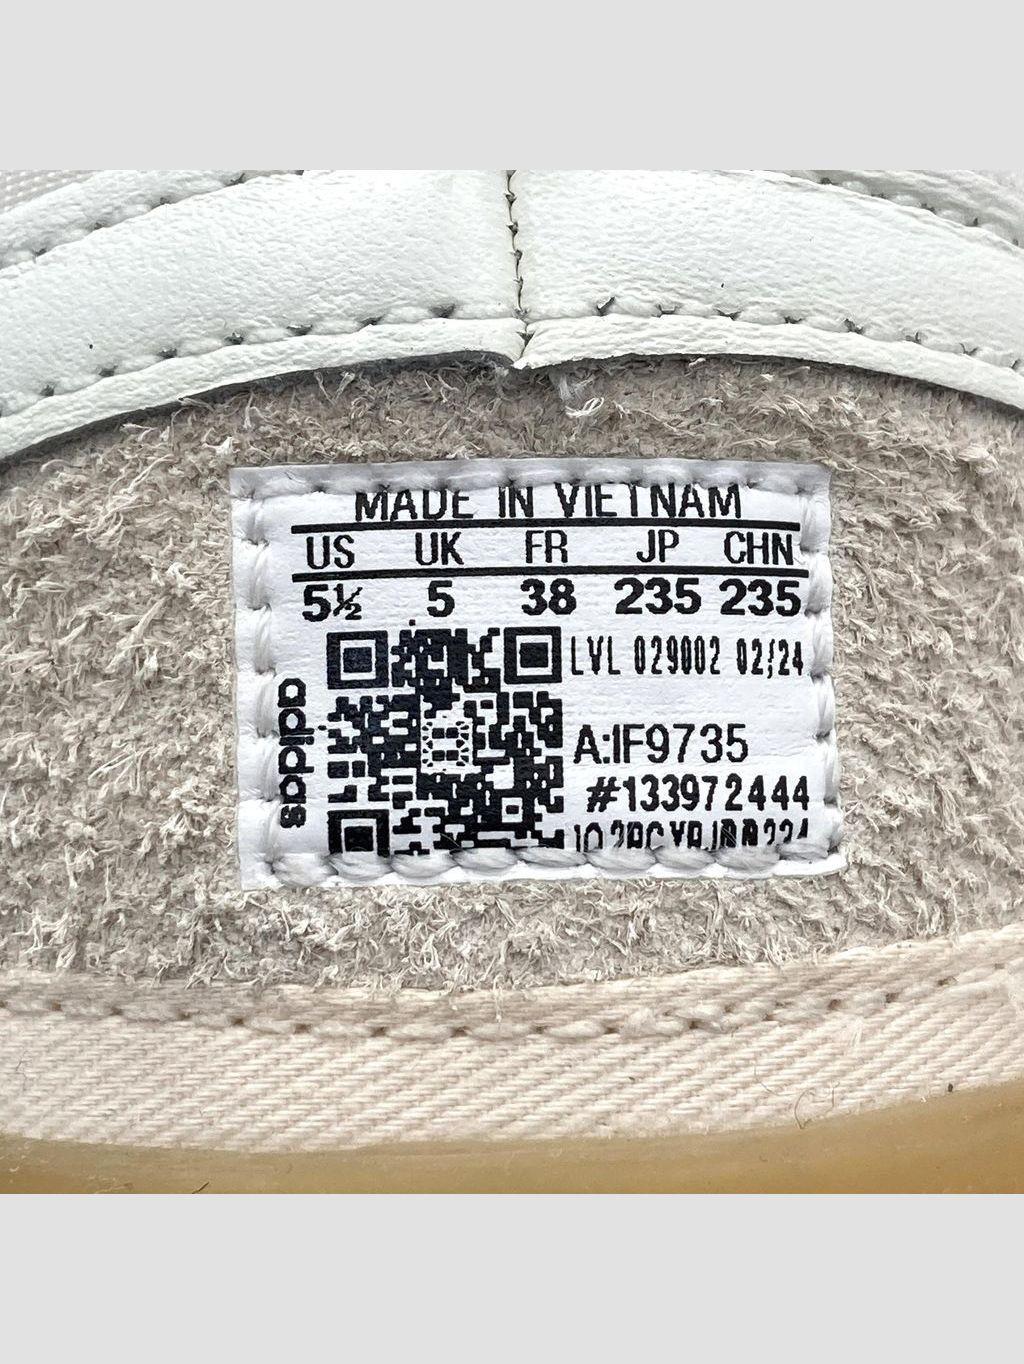 MADE IN VIETNAM
US UK FR JP CHN
5½ 5 38 235 235
LVL 029002 02/24
adidas
A:IF9735
#133972444